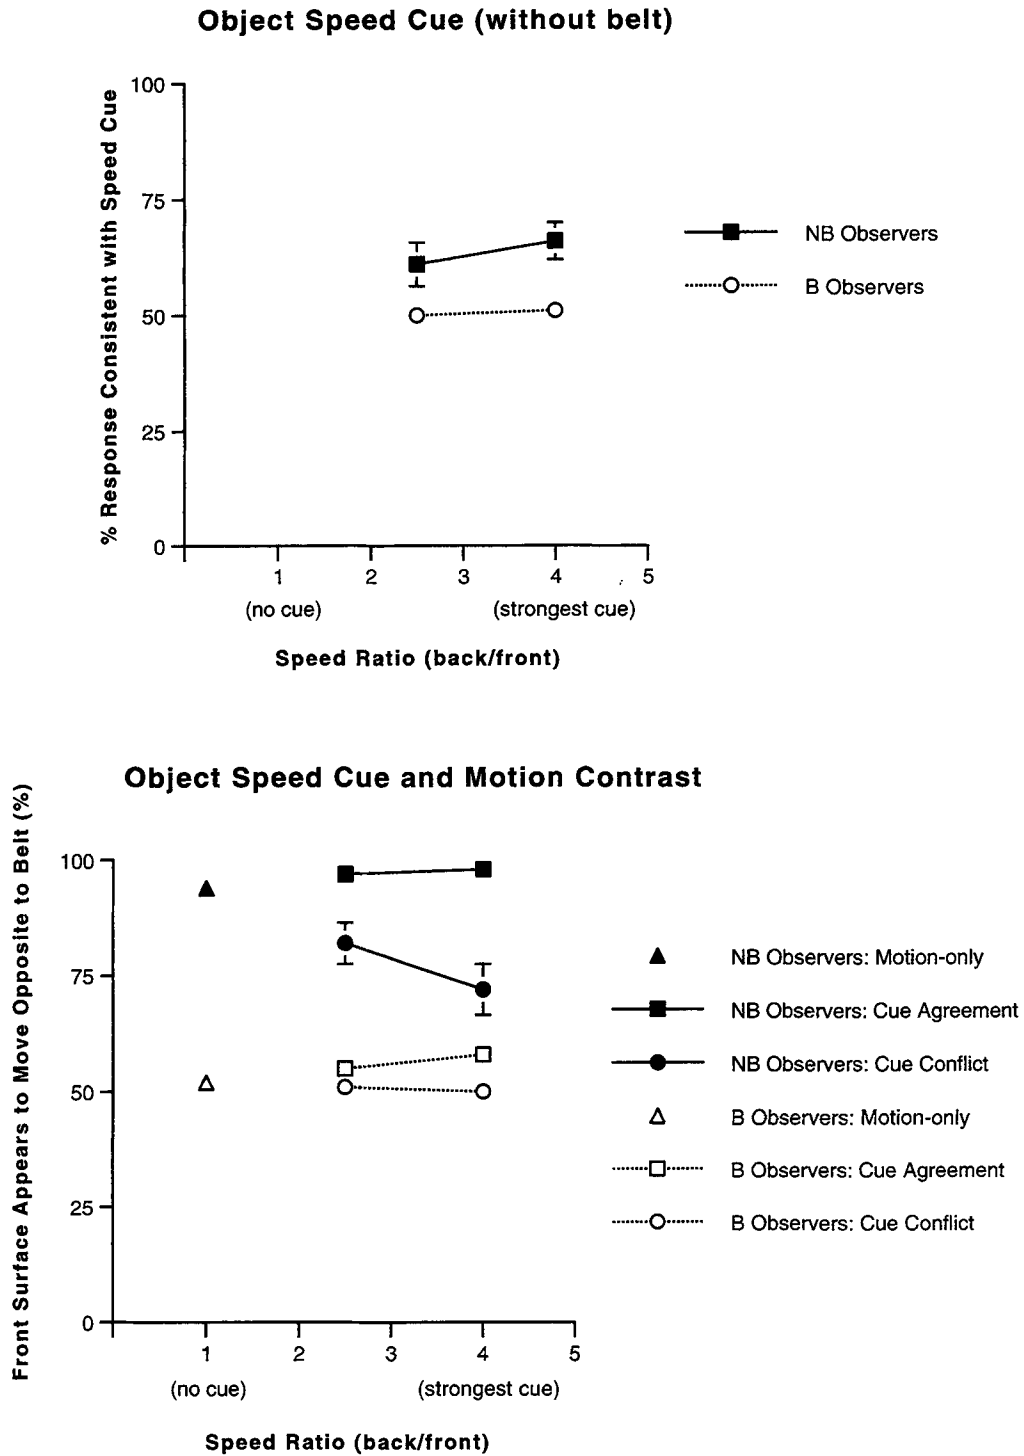 Object Speed Cue (without belt)
% Response Consistent with Speed Cue
100
75
50
25
0
1
2
3
4
5
(no cue)
(strongest cue)
Speed Ratio (back/front)
NB Observers
B Observers
Object Speed Cue and Motion Contrast
Front Surface Appears to Move Opposite to Belt (%)
100
75
50
25
0
1
2
3
4
5
(no cue)
(strongest cue)
Speed Ratio (back/front)
NB Observers: Motion-only
NB Observers: Cue Agreement
NB Observers: Cue Conflict
B Observers: Motion-only
B Observers: Cue Agreement
B Observers: Cue Conflict